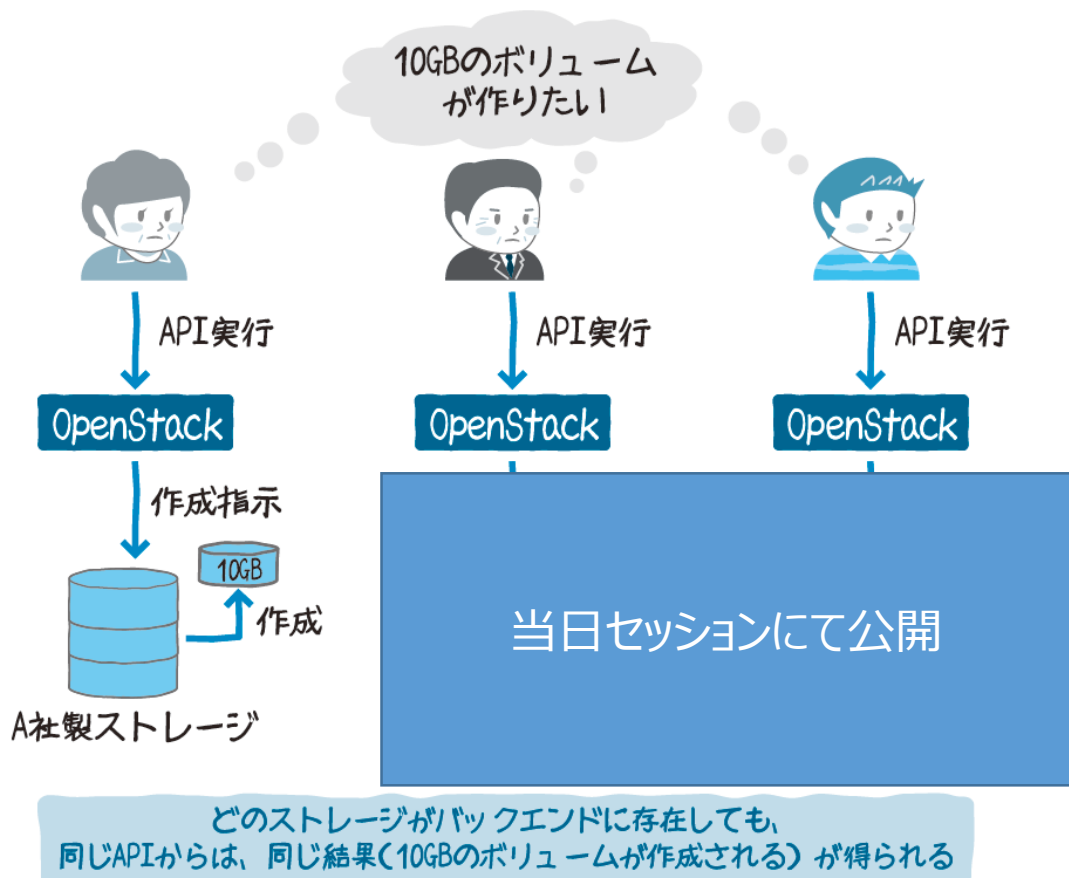 10GBのボリューム
が作りたい
API実行
API実行
API実行
OpenStack
OpenStack
OpenStack
作成指示
10GB
作成
A社製ストレージ
当日セッションにて公開
どのストレージがバックエンドに存在しても、
同じAPIからは、同じ結果(10GBのボリュームが作成される)が得られる